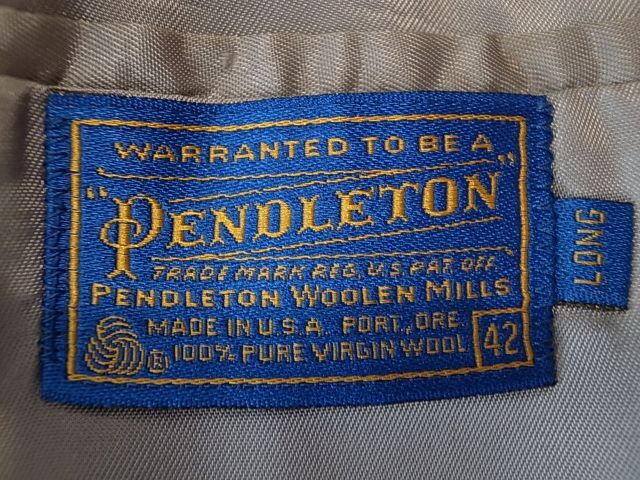 WARRANTED TO BE A
"PENDLETON"
TRADE MARK REG. U.S. PAT. OFF.
PENDLETON WOOLEN MILLS
MADE IN U.S.A. PORT., ORE.
® 100% PURE VIRGIN WOOL 42
LONG